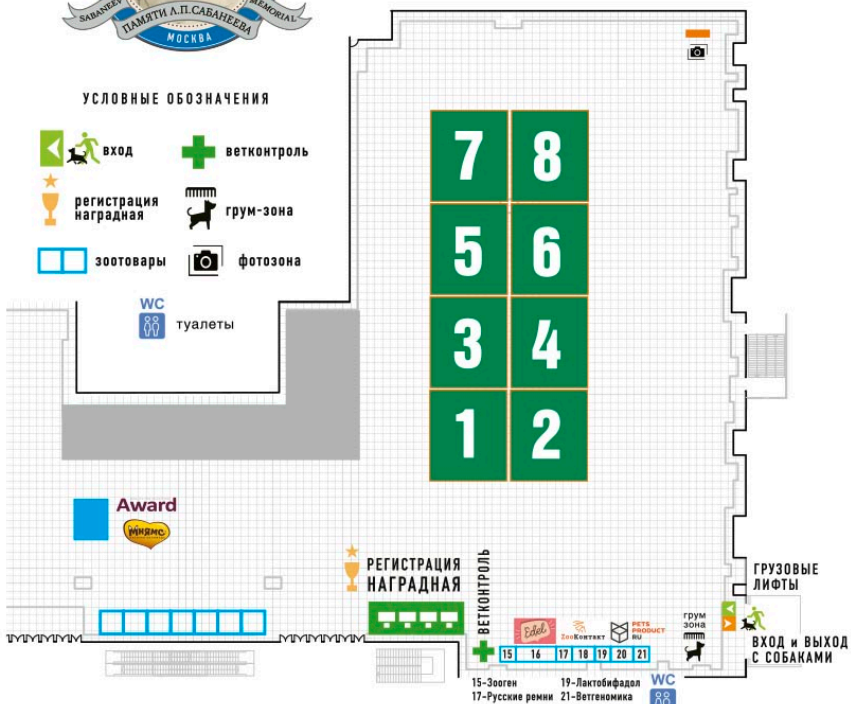 SABANEEV
MEMORIAL
ПАМЯТИ Л.П.САБАНЕЕВА
МОСКВА
УСЛОВНЫЕ ОБОЗНАЧЕНИЯ
вход
ветконтроль
регистрация
наградная
грум-зона
зоотовары
фотозона
WC
туалеты
7
8
5
6
3
4
1
2
Award
МНЯМС
РЕГИСТРАЦИЯ
НАГРАДНАЯ
ВЕТКОНТРОЛЬ
Edel
ZooКонтакт
PETS
PRODUCT
RU
грум
зона
ГРУЗОВЫЕ
ЛИФТЫ
ВХОД и ВЫХОД
С СОБАКАМИ
15 16 17 18 19 20 21
15-Зооген 19-Лактобифадол
17-Русские ремни 21-Ветгеномика
WC